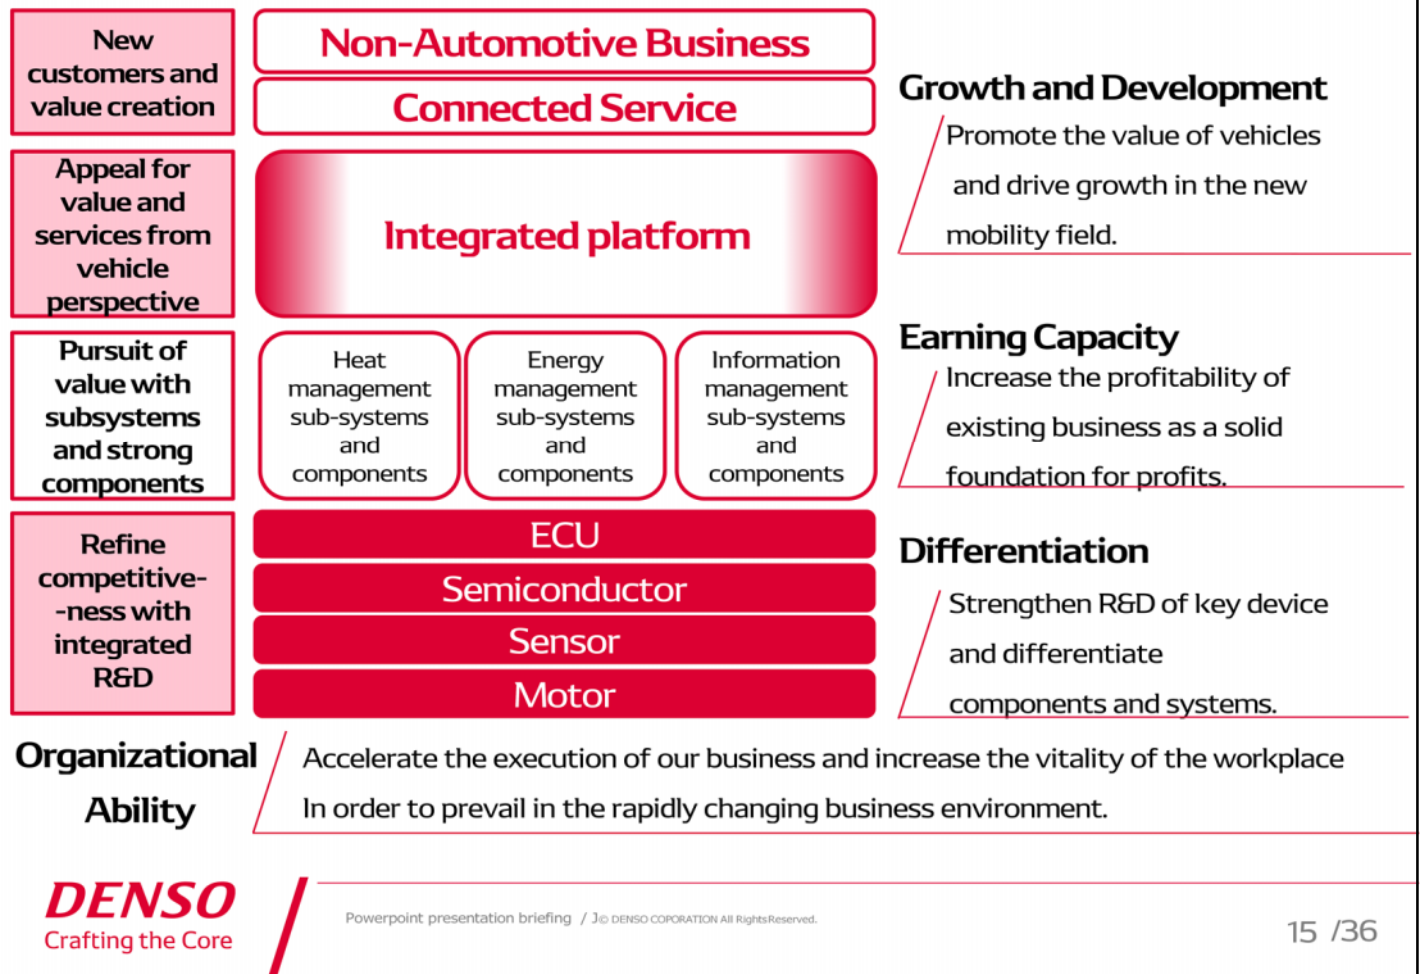 New
customers and
value creation
Non-Automotive Business
Connected Service
Growth and Development
Promote the value of vehicles
and drive growth in the new
mobility field.
Appeal for
value and
services from
vehicle
perspective
Integrated platform
Pursuit of
value with
subsystems
and strong
components
Heat
management
sub-systems
and
components
Energy
management
sub-systems
and
components
Information
management
sub-systems
and
components
Earning Capacity
Increase the profitability of
existing business as a solid
foundation for profits.
Refine
competitive-
-ness with
integrated
R&D
ECU
Semiconductor
Sensor
Motor
Differentiation
Strengthen R&D of key device
and differentiate
components and systems.
Organizational
Ability
Accelerate the execution of our business and increase the vitality of the workplace
In order to prevail in the rapidly changing business environment.
DENSO
Crafting the Core
Powerpoint presentation briefing / J© DENSO COPORATION All RightsReserved.
15 /36